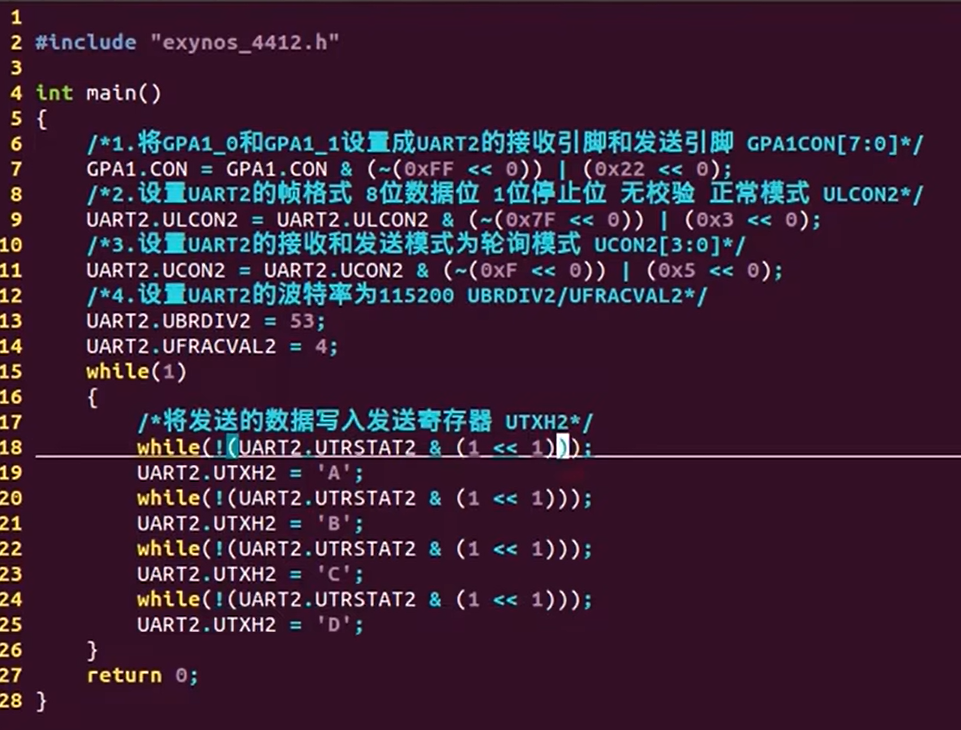 1
2 #include "exynos_4412.h"
3
4 int main()
5 {
6     /*1.将GPA1_0和GPA1_1设置成UART2的接收引脚和发送引脚 GPA1CON[7:0]*/
7     GPA1.CON = GPA1.CON & (~(0xFF << 0)) | (0x22 << 0);
8     /*2.设置UART2的帧格式 8位数据位 1位停止位 无校验 正常模式 ULCON2*/
9     UART2.ULCON2 = UART2.ULCON2 & (~(0x7F << 0)) | (0x3 << 0);
10     /*3.设置UART2的接收和发送模式为轮询模式 UCON2[3:0]*/
11     UART2.UCON2 = UART2.UCON2 & (~(0xF << 0)) | (0x5 << 0);
12     /*4.设置UART2的波特率为115200 UBRDIV2/UFRACVAL2*/
13     UART2.UBRDIV2 = 53;
14     UART2.UFRACVAL2 = 4;
15     while(1)
16     {
17         /*将发送的数据写入发送寄存器 UTXH2*/
18         while(!(UART2.UTRSTAT2 & (1 << 1)));
19         UART2.UTXH2 = 'A';
20         while(!(UART2.UTRSTAT2 & (1 << 1)));
21         UART2.UTXH2 = 'B';
22         while(!(UART2.UTRSTAT2 & (1 << 1)));
23         UART2.UTXH2 = 'C';
24         while(!(UART2.UTRSTAT2 & (1 << 1)));
25         UART2.UTXH2 = 'D';
26     }
27     return 0;
28 }